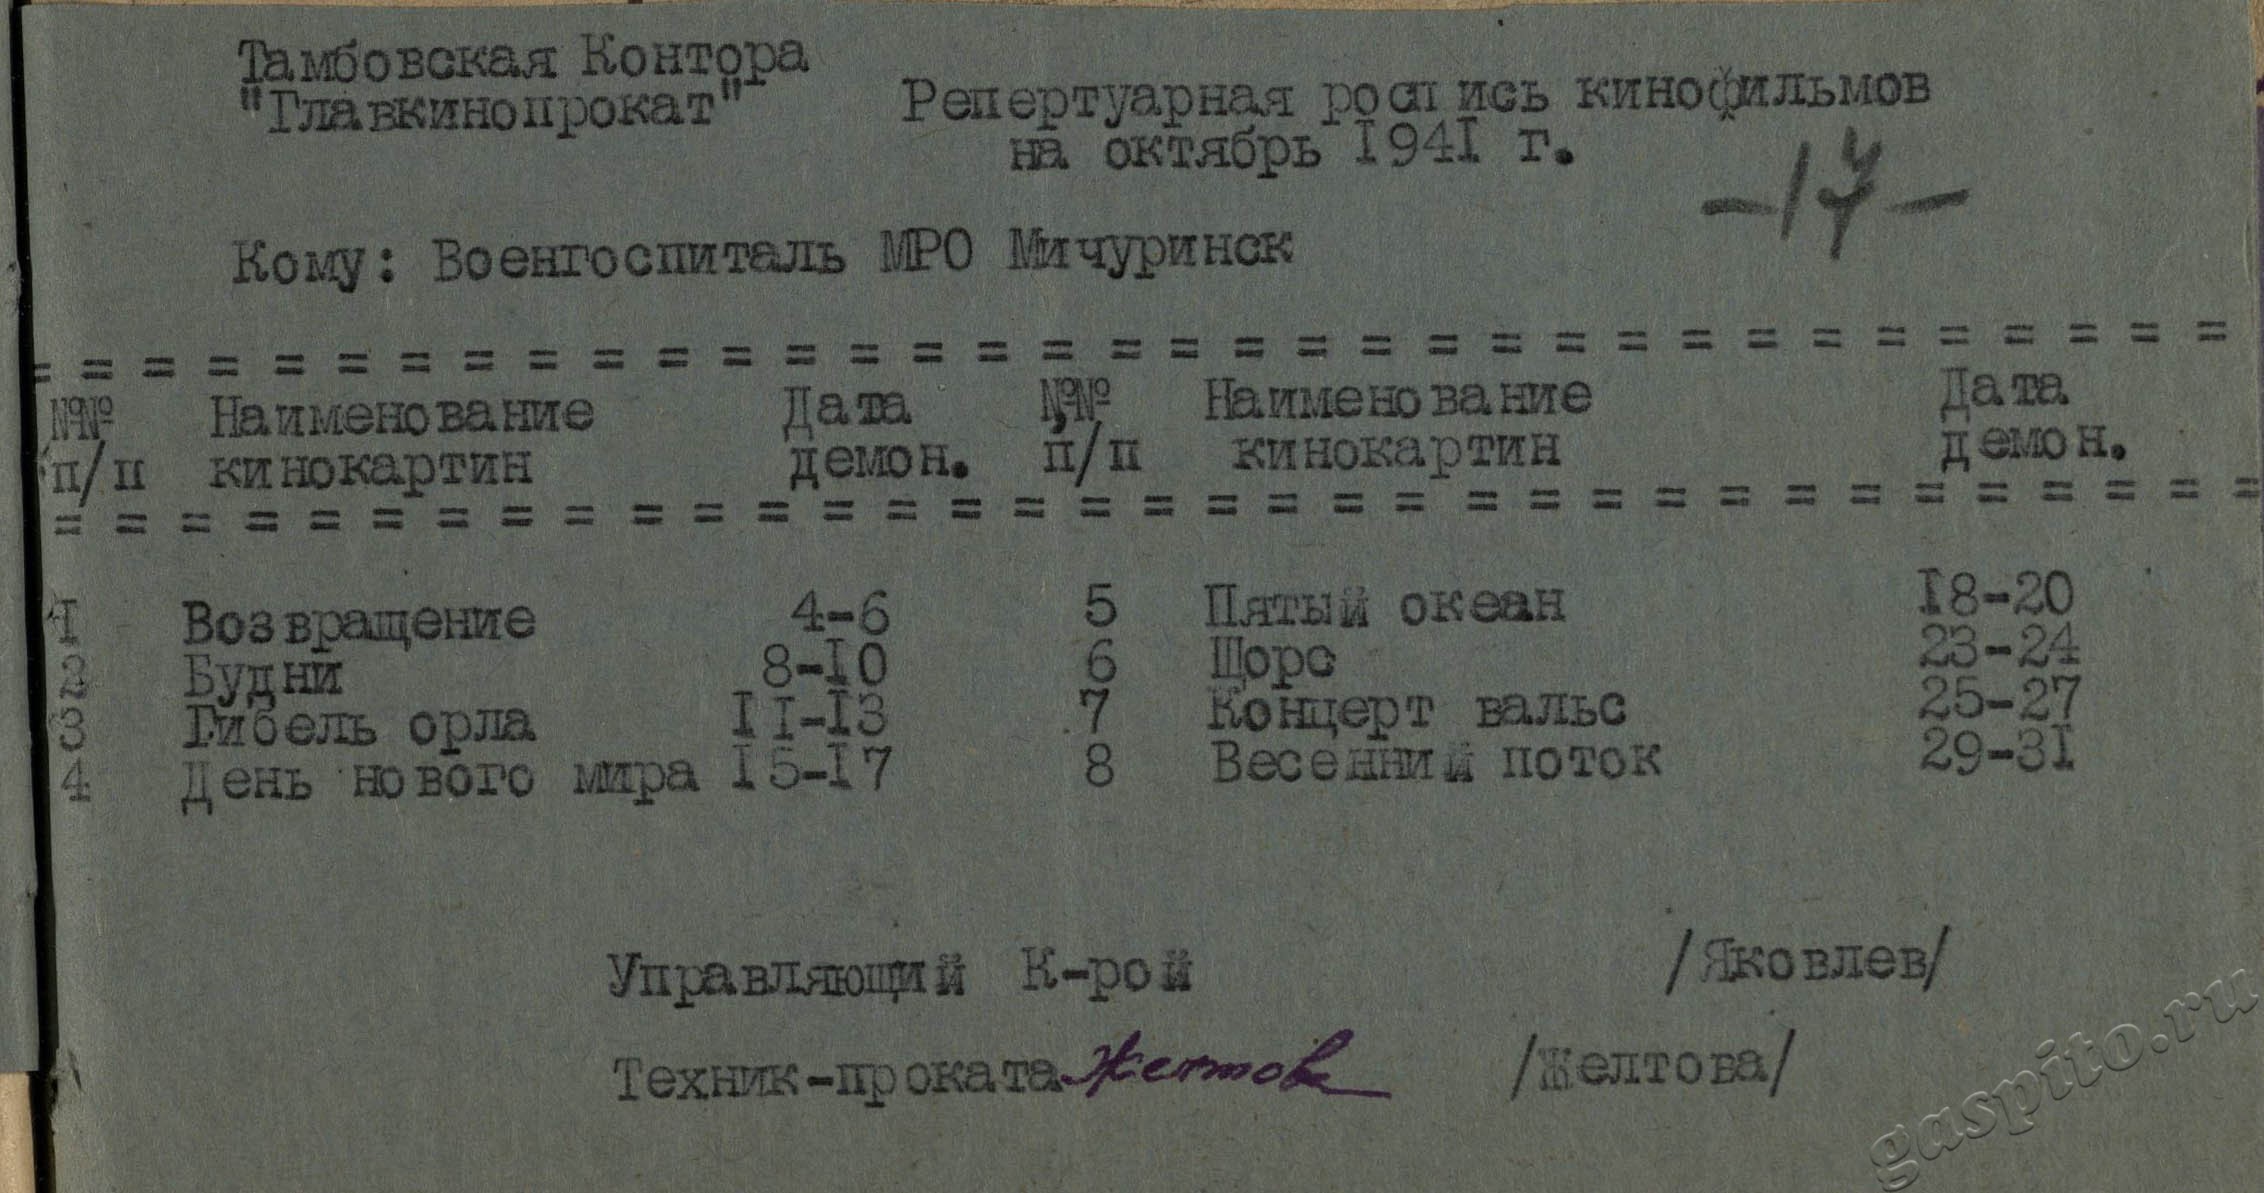 Тамбовская Контора
"Главкинопрокат"
Репертуарная роспись кинофильмов
на октябрь 1941 г.
Кому: Военгоспиталь МРО Мичуринск
= = = = = = = = = = = = = = = = = = = = = = = = = = = = = = = = = = =
№№ Наименование Дата №№ Наименование Дата
п/п кинокартин демон. п/п кинокартин демон.
= = = = = = = = = = = = = = = = = = = = = = = = = = = = = = = = = = =
1 Возвращение 4-6 5 Пятый океан 18-20
2 Будни 8-10 6 Щорс 23-24
3 Гибель орла 11-13 7 Концерт вальс 25-27
4 День нового мира 15-17 8 Весенний поток 29-31
Управляющий К-рой /Яковлев/
Техник-проката Желтов /Желтова/
gaspito.ru